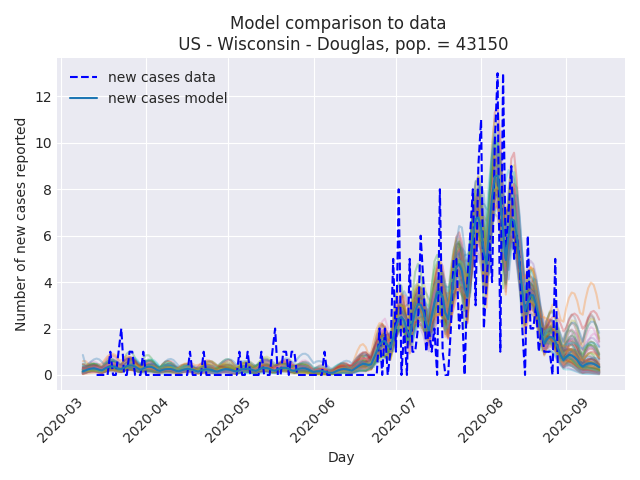 Model comparison to data
US - Wisconsin - Douglas, pop. = 43150
new cases data
new cases model
Number of new cases reported
12
10
8
6
4
2
0
2020-03
2020-04
2020-05
2020-06
2020-07
2020-08
2020-09
Day